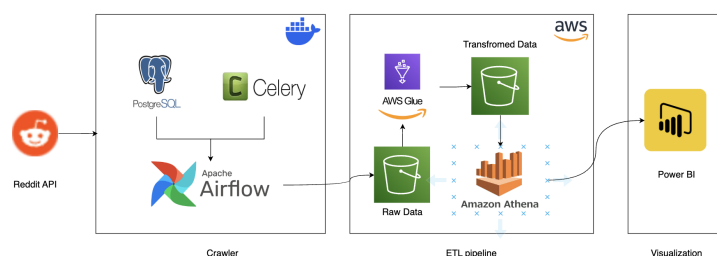 Reddit API
PostgreSQL
C Celery
Apache
Airflow
Crawler
aws
Transfromed Data
AWS Glue
Raw Data
Amazon Athena
ETL pipeline
Power BI
Visualization